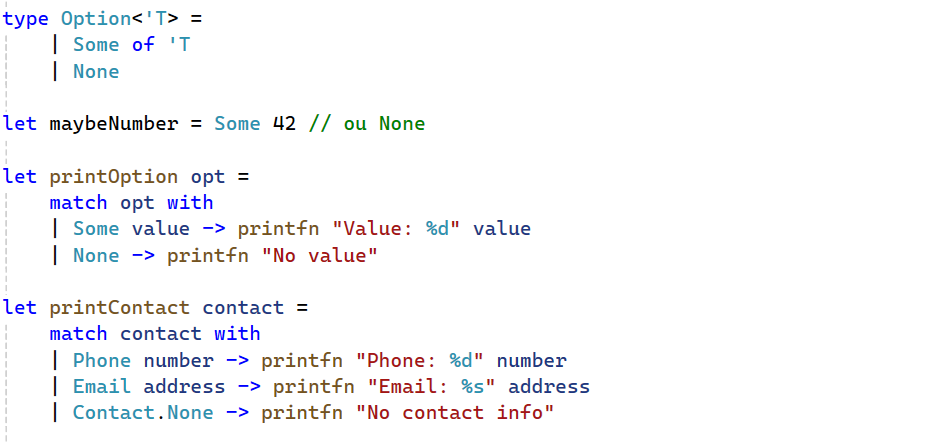 type Option<'T> =
    | Some of 'T
    | None

let maybeNumber = Some 42 // ou None

let printOption opt =
    match opt with
    | Some value -> printfn "Value: %d" value
    | None -> printfn "No value"

let printContact contact =
    match contact with
    | Phone number -> printfn "Phone: %d" number
    | Email address -> printfn "Email: %s" address
    | Contact.None -> printfn "No contact info"